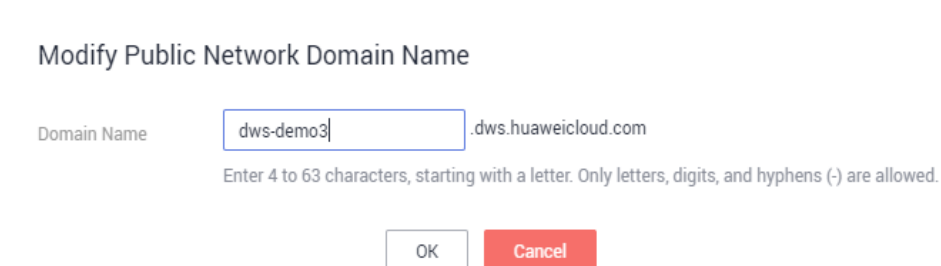 Modify Public Network Domain Name
Domain Name dws-demo3 .dws.huaweicloud.com
Enter 4 to 63 characters, starting with a letter. Only letters, digits, and hyphens (-) are allowed.
OK Cancel